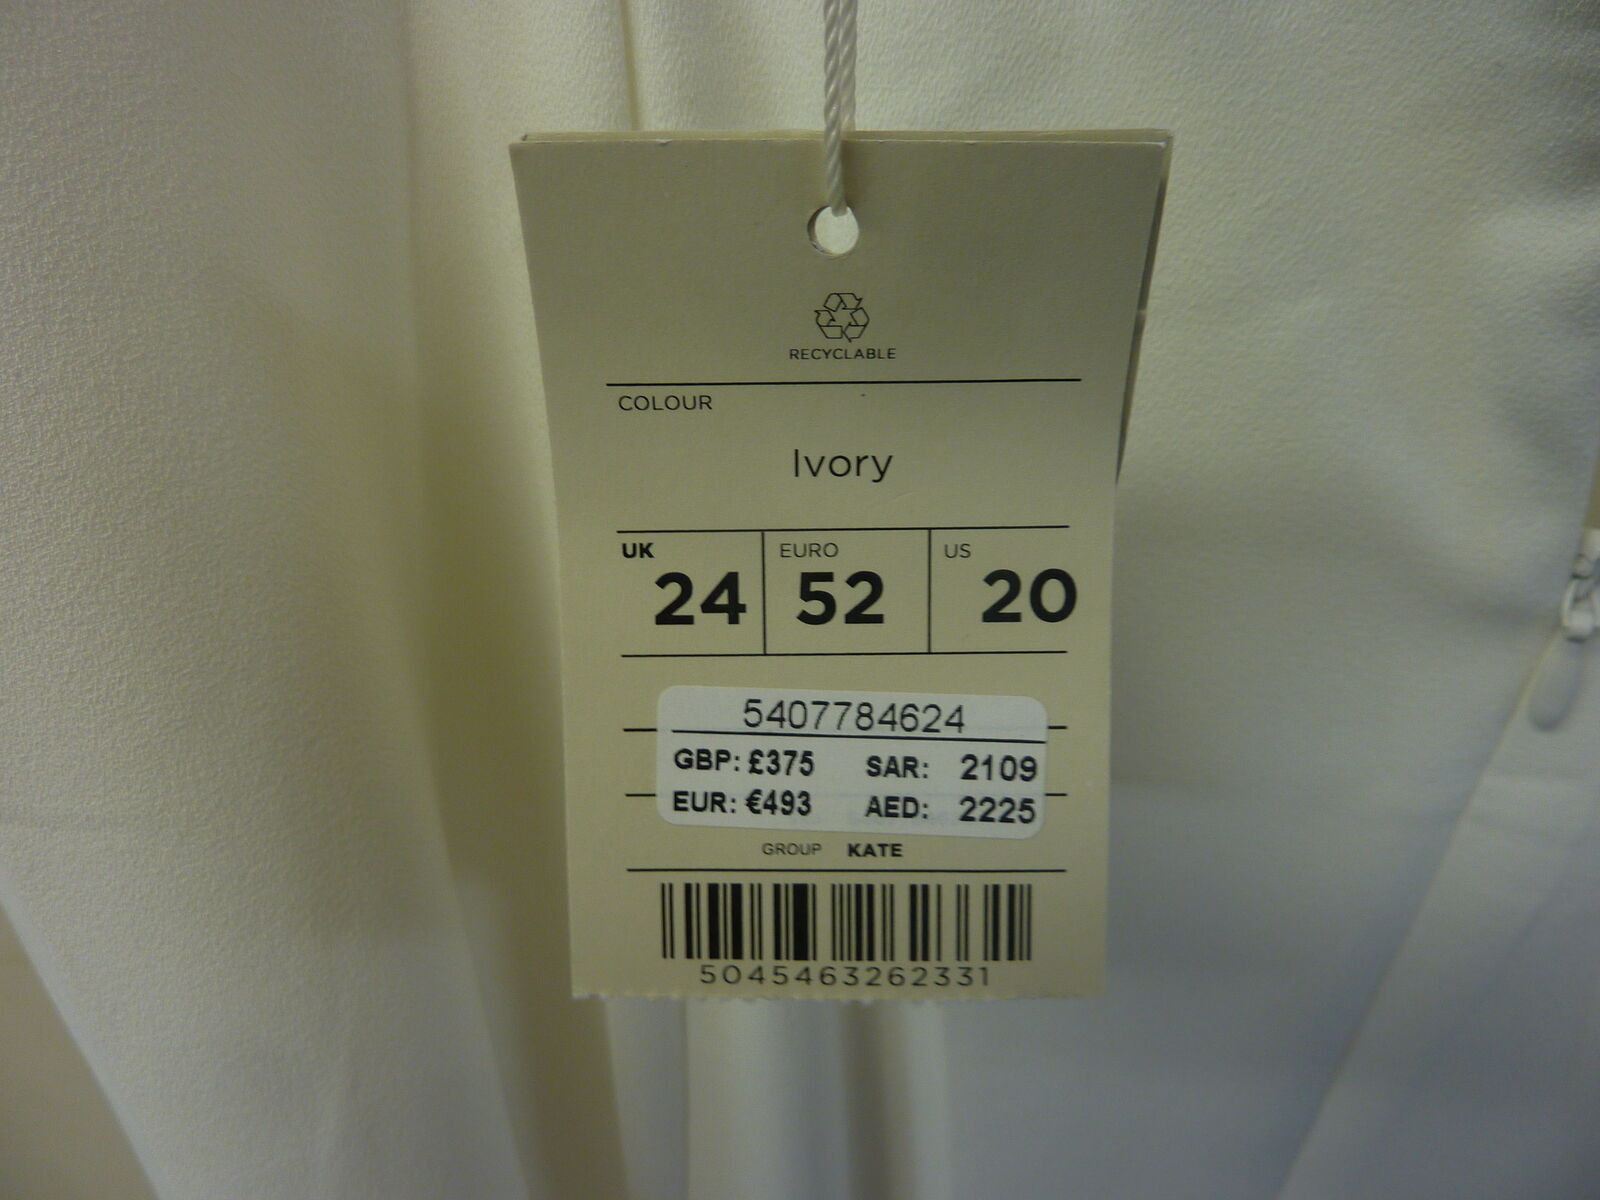 RECYCLABLE
COLOUR
Ivory
UK EURO US
24 52 20
5407784624
GBP: £375 SAR: 2109
EUR: €493 AED: 2225
GROUP KATE
5045463262331